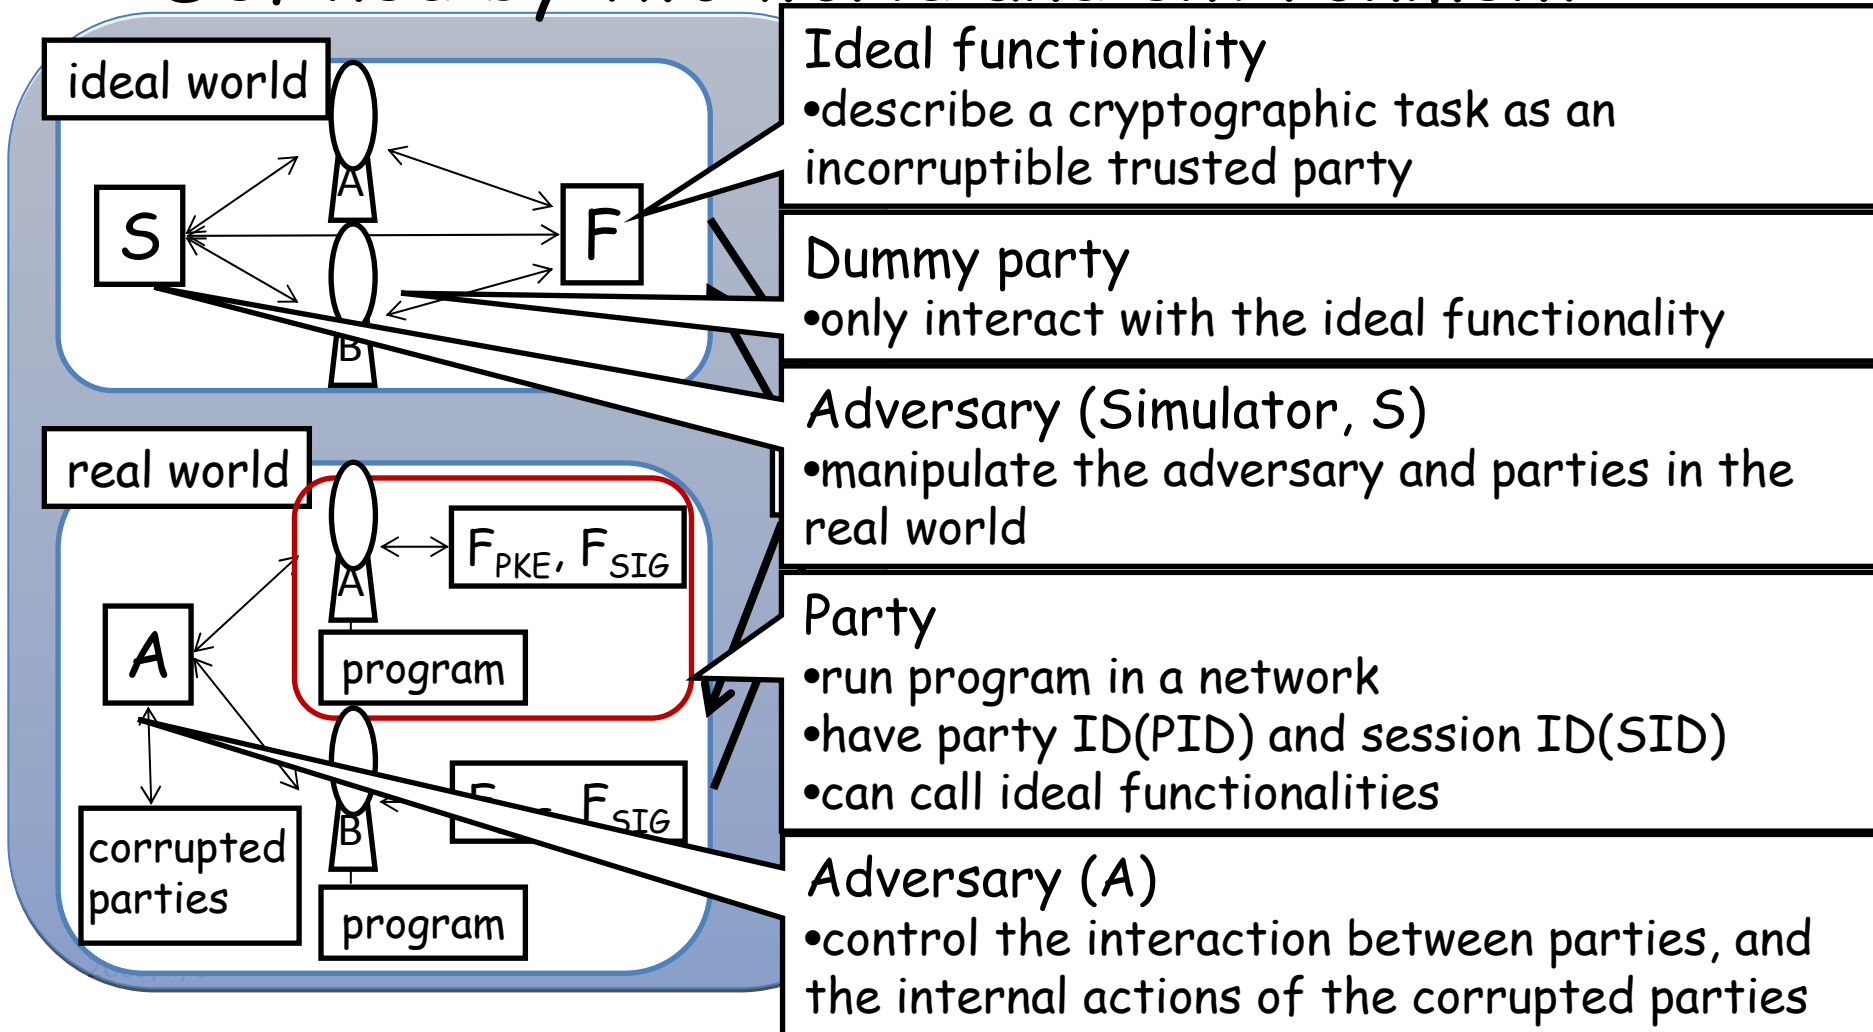 ideal world
A
S
F
B
real world
A
F_PKE, F_SIG
program
A
B
F_SIG
corrupted
parties
program
Ideal functionality
•describe a cryptographic task as an
incorruptible trusted party
Dummy party
•only interact with the ideal functionality
Adversary (Simulator, S)
•manipulate the adversary and parties in the
real world
Party
•run program in a network
•have party ID(PID) and session ID(SID)
•can call ideal functionalities
Adversary (A)
•control the interaction between parties, and
the internal actions of the corrupted parties